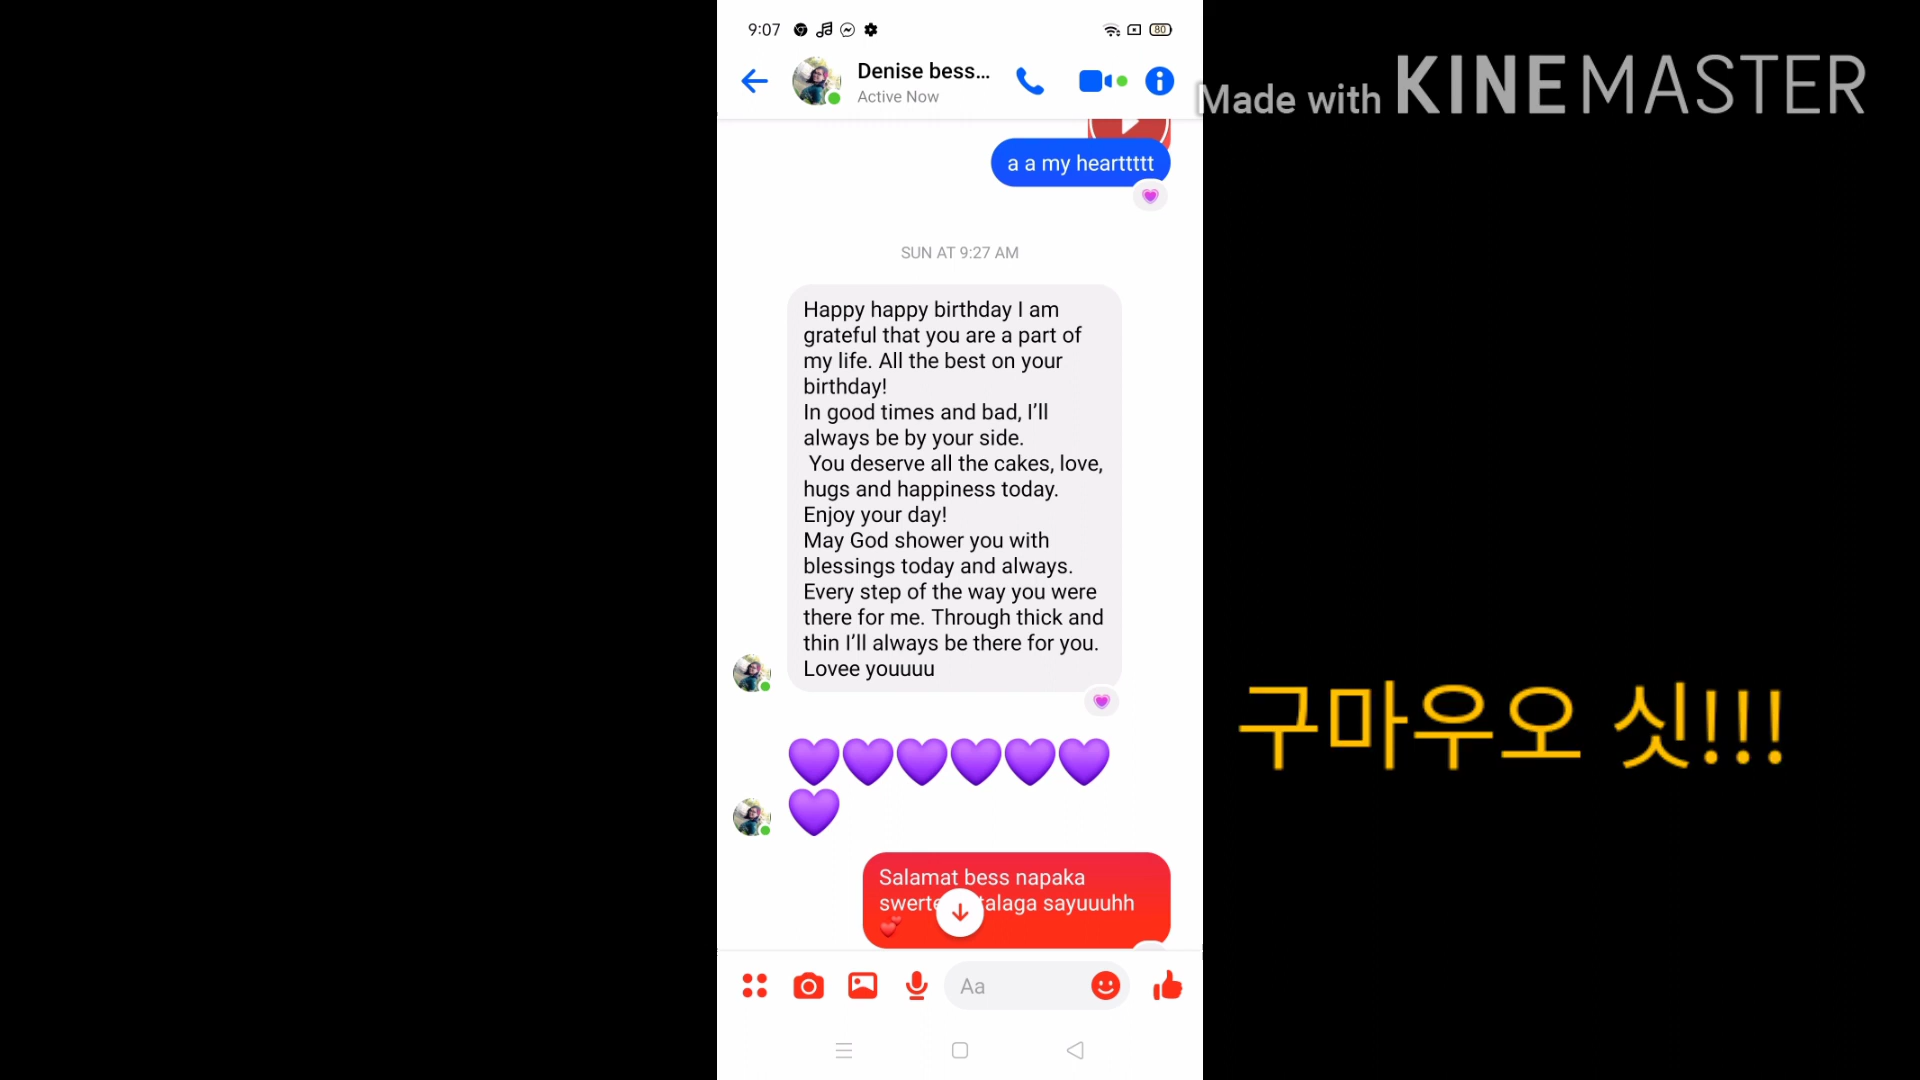 9:07
80
Denise bess...
Active Now
Made with KINEMASTER
a a my hearttttt
SUN AT 9:27 AM
Happy happy birthday I am
grateful that you are a part of
my life. All the best on your
birthday!
In good times and bad, I’ll
always be by your side.
You deserve all the cakes, love,
hugs and happiness today.
Enjoy your day!
May God shower you with
blessings today and always.
Every step of the way you were
there for me. Through thick and
thin I’ll always be there for you.
Lovee youuuu
구마우오 싯!!!
Salamat bess napaka
talaga sayuuuhh
Aa